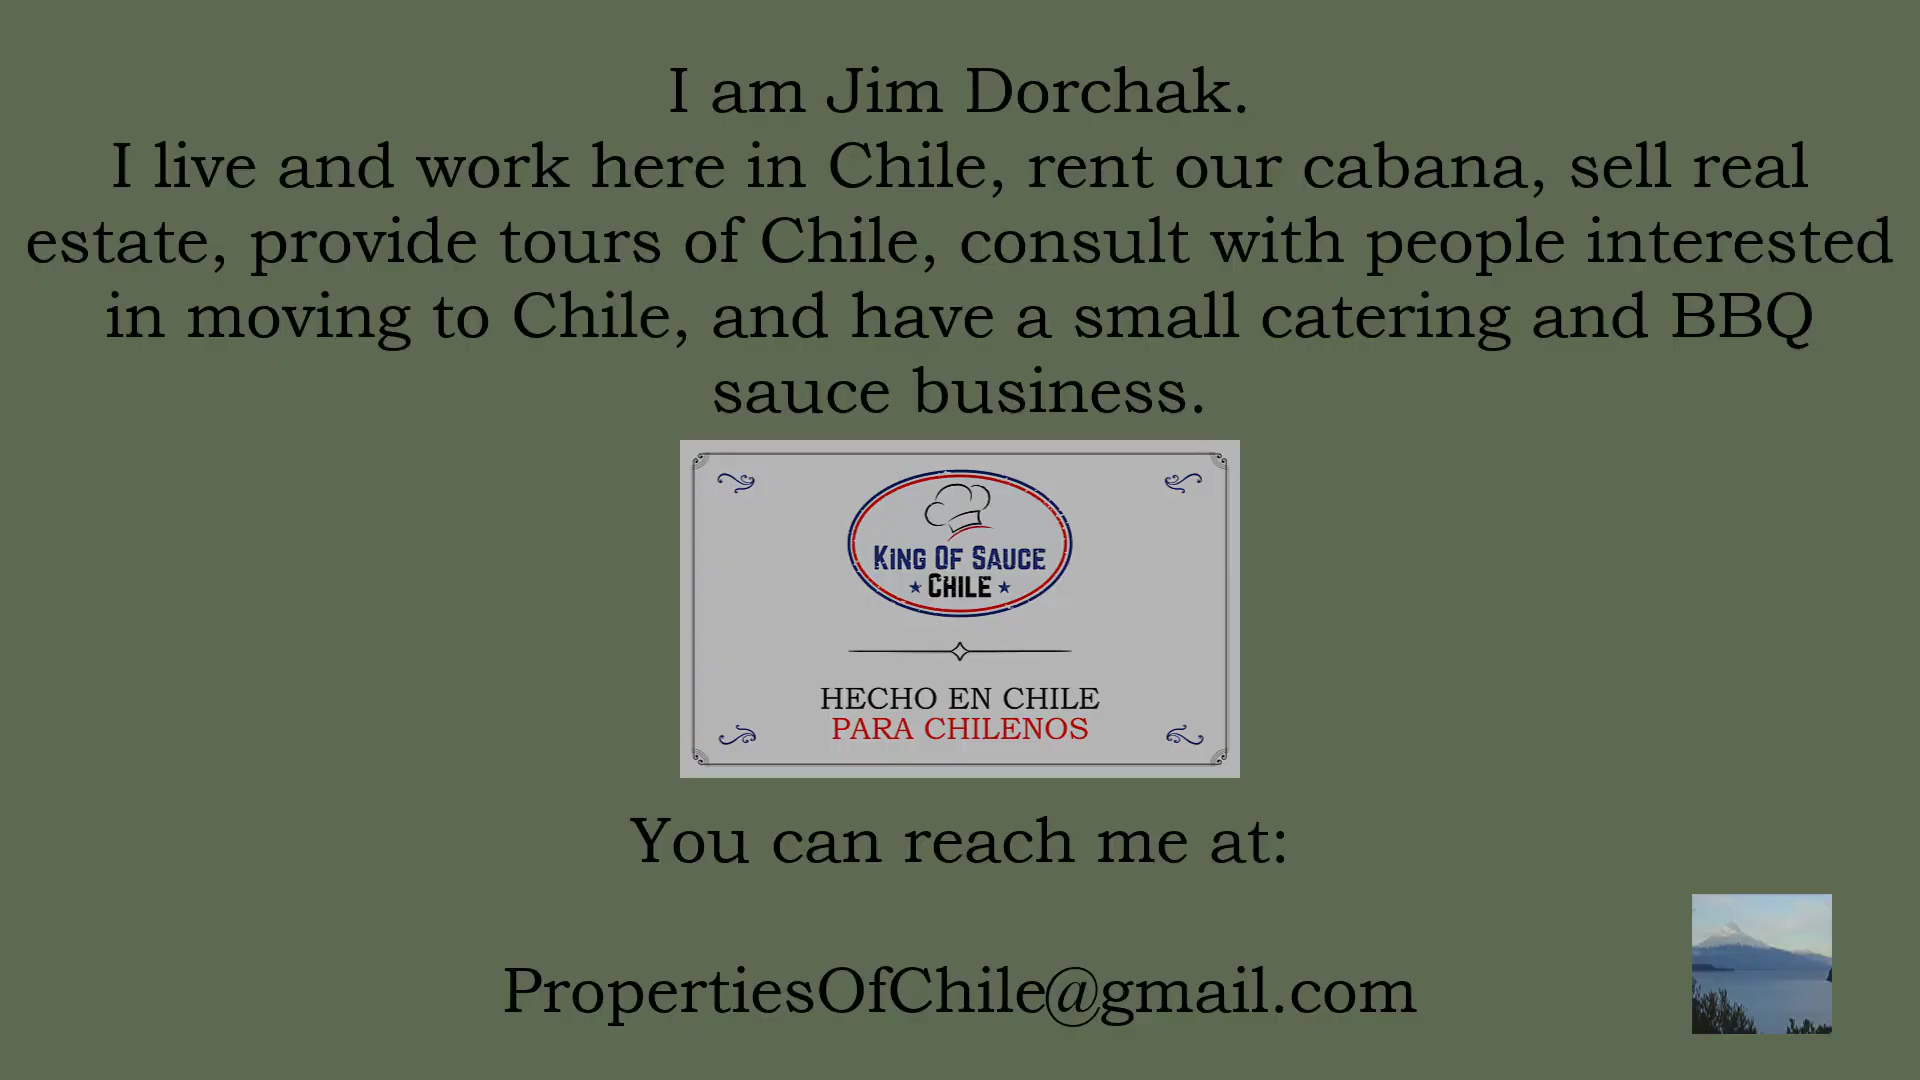 I am Jim Dorchak.
I live and work here in Chile, rent our cabana, sell real
estate, provide tours of Chile, consult with people interested
in moving to Chile, and have a small catering and BBQ
sauce business.
KING OF SAUCE
CHILE
HECHO EN CHILE
PARA CHILENOS
You can reach me at:
PropertiesOfChile@gmail.com